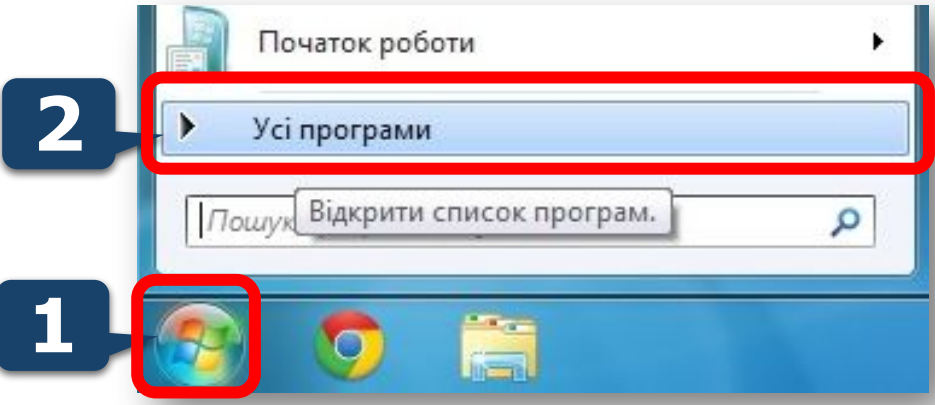 Початок роботи
2
Усі програми
Пошук
Відкрити список програм.
1